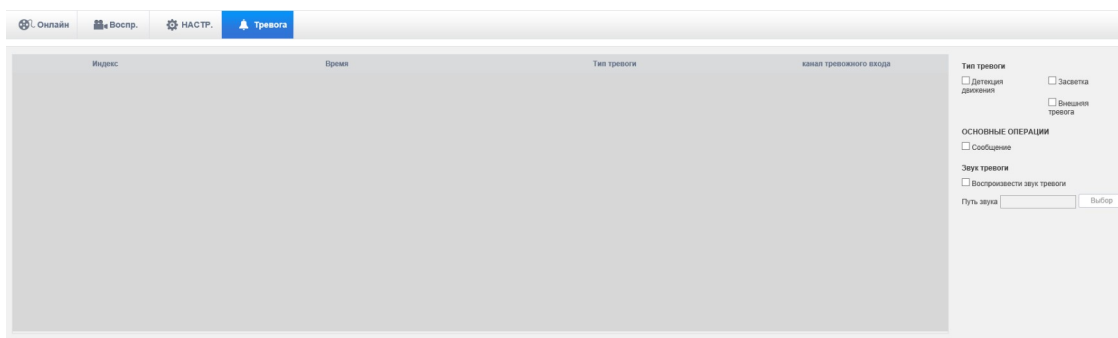 Онлайн Воспр. НАСТР. Тревога
Индекс Время Тип тревоги канал тревожного входа
Тип тревоги
Детекция движения
Засветка
Внешняя тревога
ОСНОВНЫЕ ОПЕРАЦИИ
Сообщение
Звук тревоги
Воспроизвести звук тревоги
Путь звука Выбор